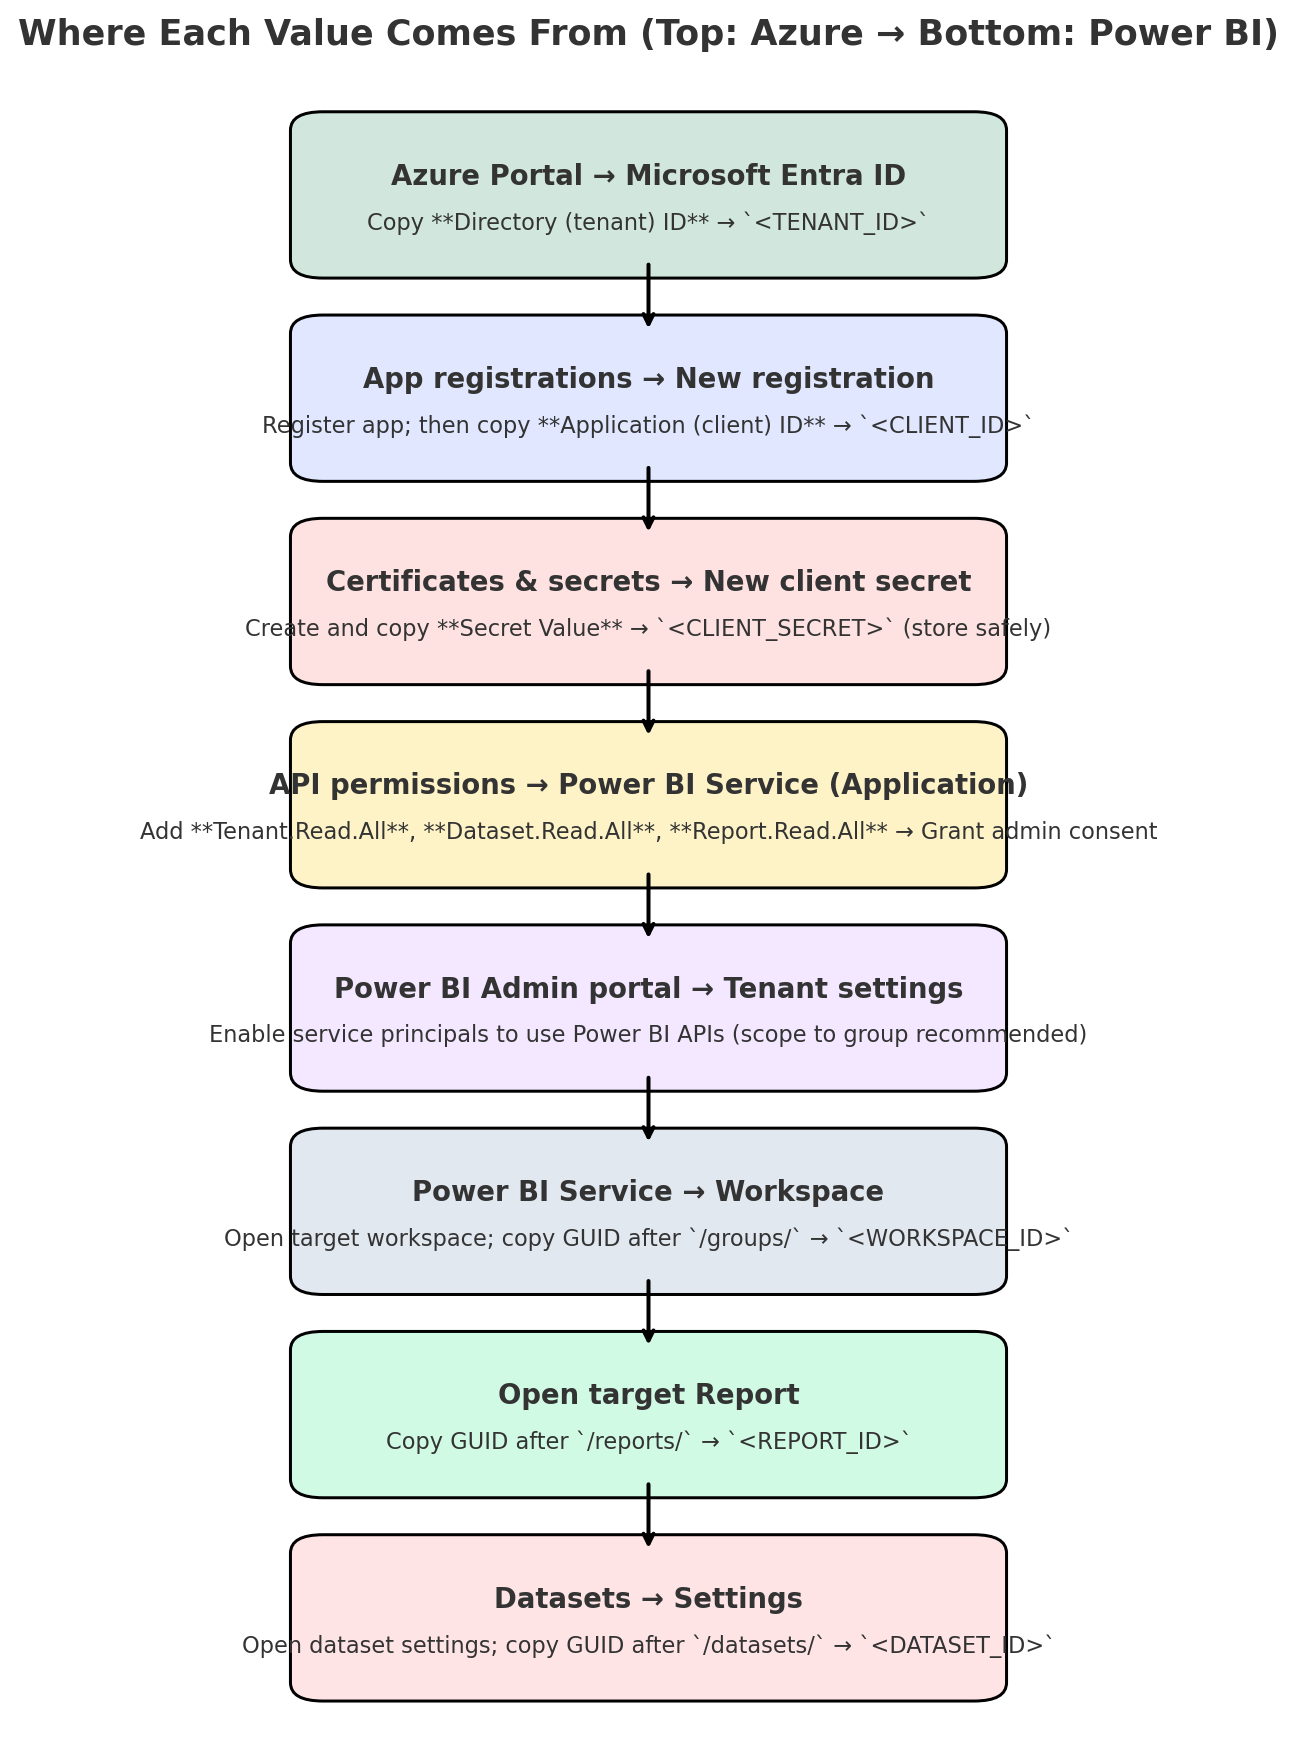 Where Each Value Comes From (Top: Azure → Bottom: Power BI)
Azure Portal → Microsoft Entra ID
Copy **Directory (tenant) ID** → `<TENANT_ID>`
App registrations → New registration
Register app; then copy **Application (client) ID** → `<CLIENT_ID>`
Certificates & secrets → New client secret
Create and copy **Secret Value** → `<CLIENT_SECRET>` (store safely)
API permissions → Power BI Service (Application)
Add **Tenant.Read.All**, **Dataset.Read.All**, **Report.Read.All** → Grant admin consent
Power BI Admin portal → Tenant settings
Enable service principals to use Power BI APIs (scope to group recommended)
Power BI Service → Workspace
Open target workspace; copy GUID after `/groups/` → `<WORKSPACE_ID>`
Open target Report
Copy GUID after `/reports/` → `<REPORT_ID>`
Datasets → Settings
Open dataset settings; copy GUID after `/datasets/` → `<DATASET_ID>`